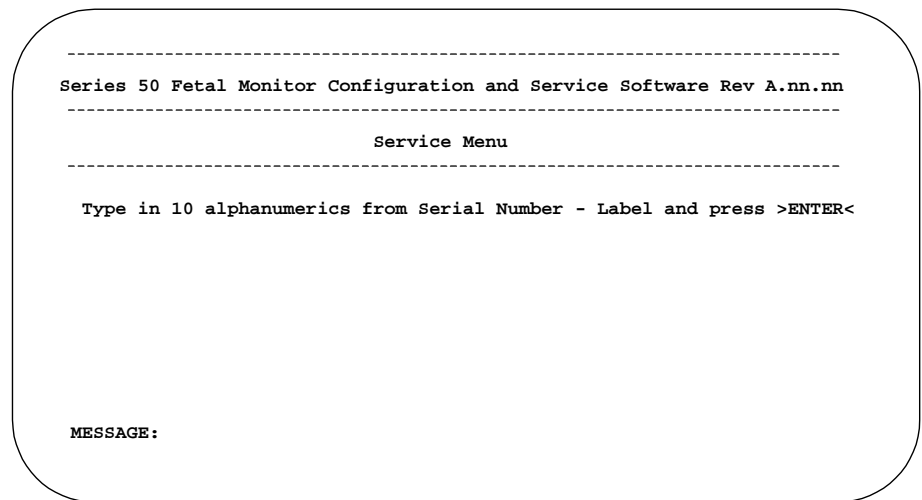 --------------------------------------------------------------------------------
Series 50 Fetal Monitor Configuration and Service Software Rev A.nn.nn
--------------------------------------------------------------------------------
Service Menu
--------------------------------------------------------------------------------
Type in 10 alphanumerics from Serial Number - Label and press >ENTER<
MESSAGE: